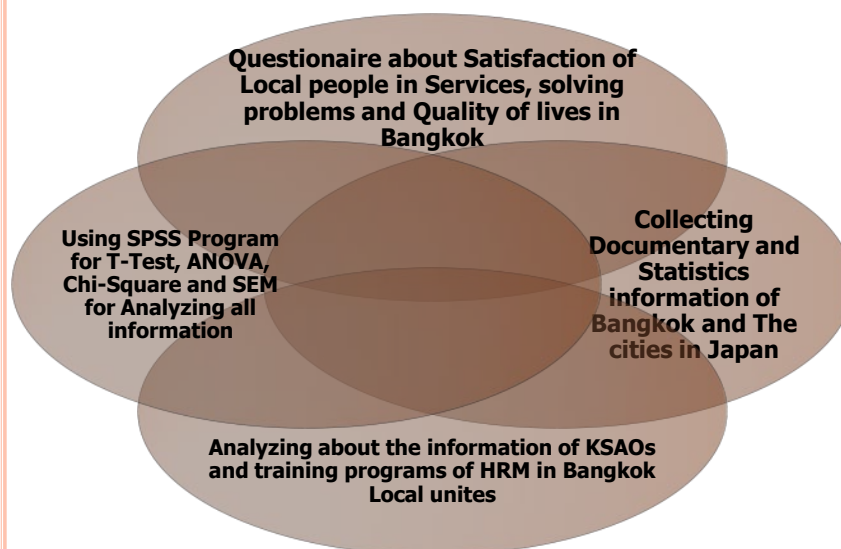 Questionaire about Satisfaction of
Local people in Services, solving
problems and Quality of lives in
Bangkok
Using SPSS Program
for T-Test, ANOVA,
Chi-Square and SEM
for Analyzing all
information
Collecting
Documentary and
Statistics
information of
Bangkok and The
cities in Japan
Analyzing about the information of KSAOs
and training programs of HRM in Bangkok
Local unites